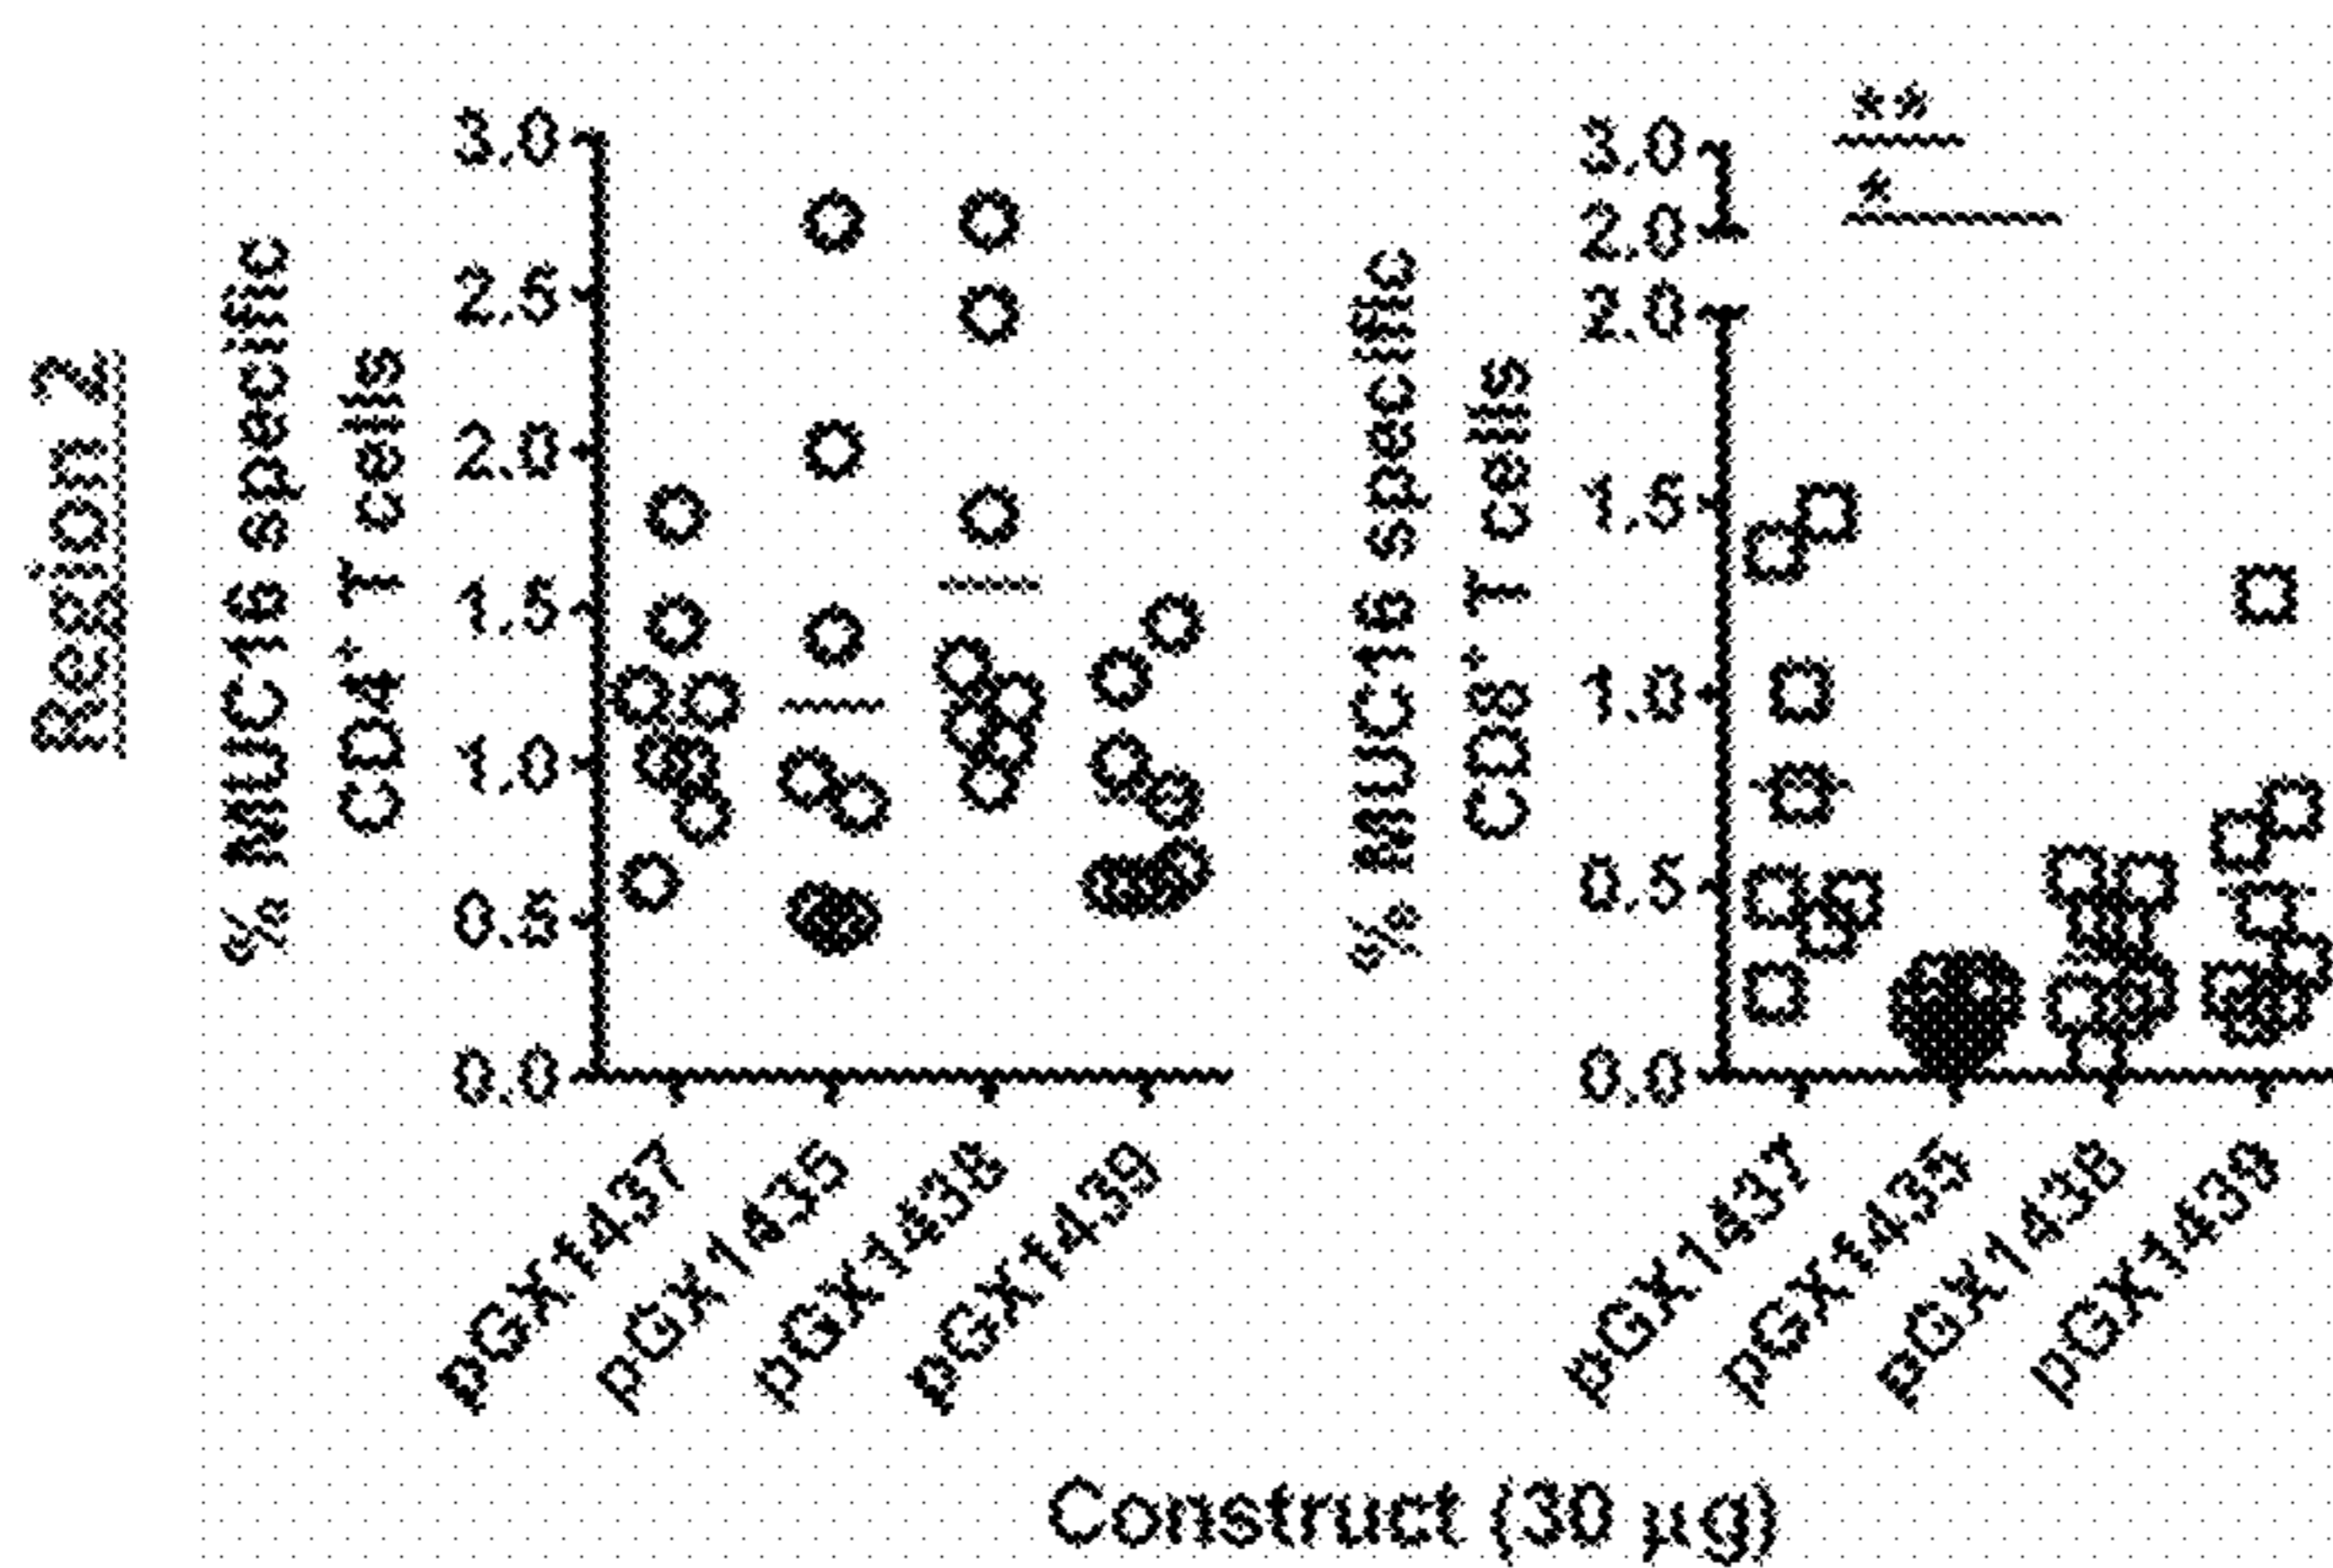 Region 2
% MUC16 specific
CD4+ T cells
3.0
2.5
2.0
1.5
1.0
0.5
0.0
pGX1437
pGX1435
pGX1438
pGX1439
% MUC16 specific
CD8+ T cells
3.0
2.0
2.0
1.5
1.0
0.5
0.0
**
*
pGX1437
pGX1435
pGX1438
pGX1439
Construct (30 µg)